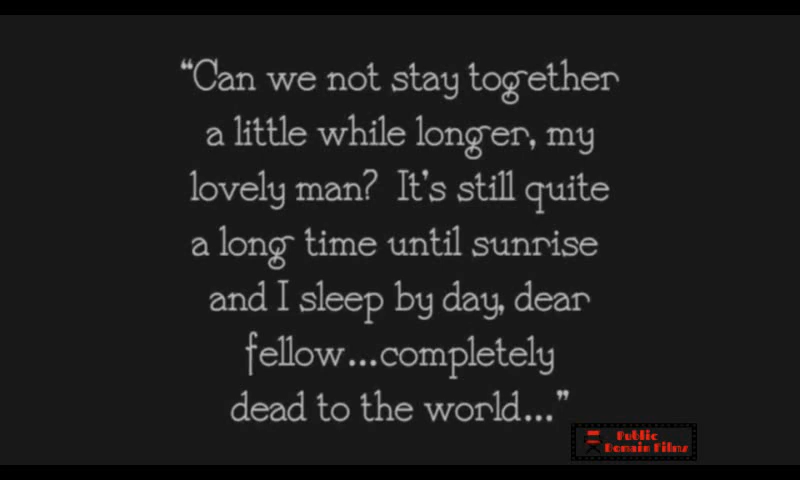 “Can we not stay together
a little while longer, my
lovely man?  It’s still quite
a long time until sunrise
and I sleep by day, dear
fellow...completely
dead to the world...”
Public
Domain Films